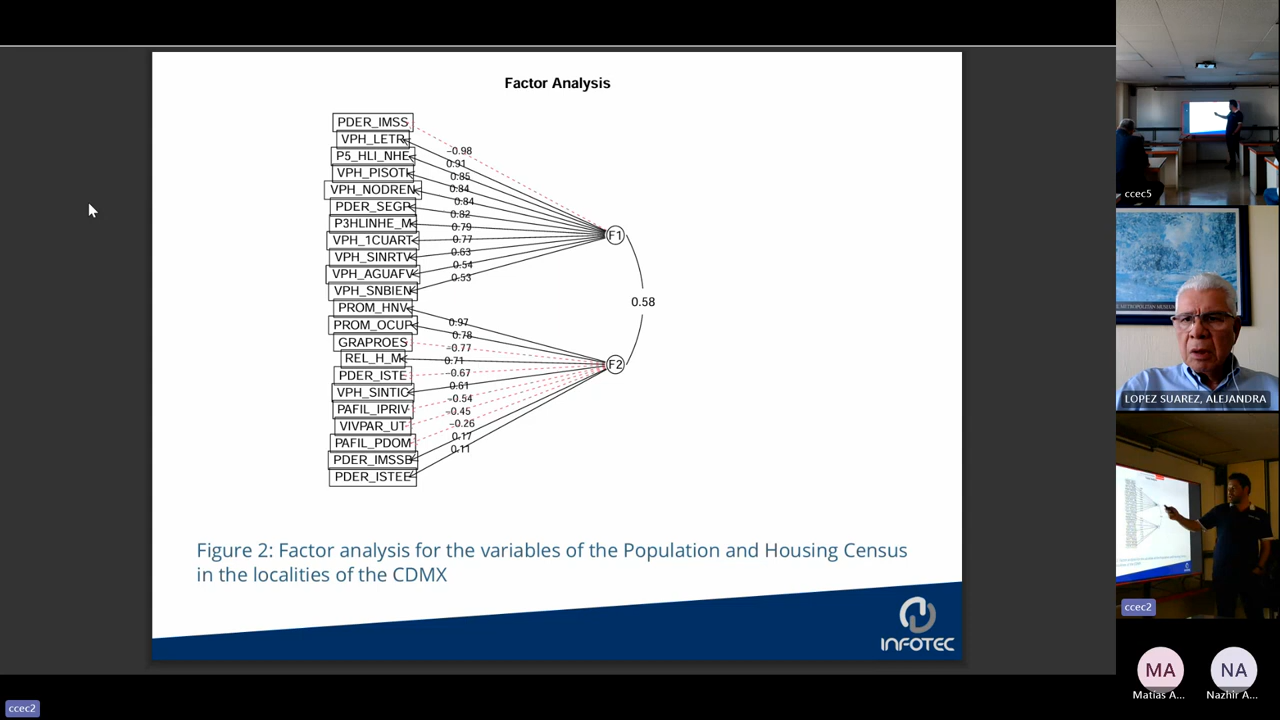 Factor Analysis
PDER_IMSS
VPH_LETR
P5_HLI_NHE
VPH_PISOTI
VPH_NODREN
PDER_SEGP
P3HLINHE_M
VPH_1CUART
VPH_SINRTV
VPH_AGUAFV
VPH_SNBIEN
PROM_HNV
PROM_OCUP
GRAPROES
REL_H_M
PDER_ISTE
VPH_SINTIC
PAFIL_IPRIV
VIVPAR_UT
PAFIL_PDOM
PDER_IMSSB
PDER_ISTEE
−0.98
0.91
0.85
0.84
0.84
0.82
0.79
0.77
0.63
0.54
0.53
0.97
0.78
−0.77
0.71
−0.67
0.61
−0.54
−0.45
−0.26
0.17
0.11
F1
0.58
F2
Figure 2: Factor analysis for the variables of the Population and Housing Census
in the localities of the CDMX
INFOTEC
ccec2
ccec5
LOPEZ SUAREZ, ALEJANDRA
ccec2
MA
Matias A...
NA
Nazhir A...